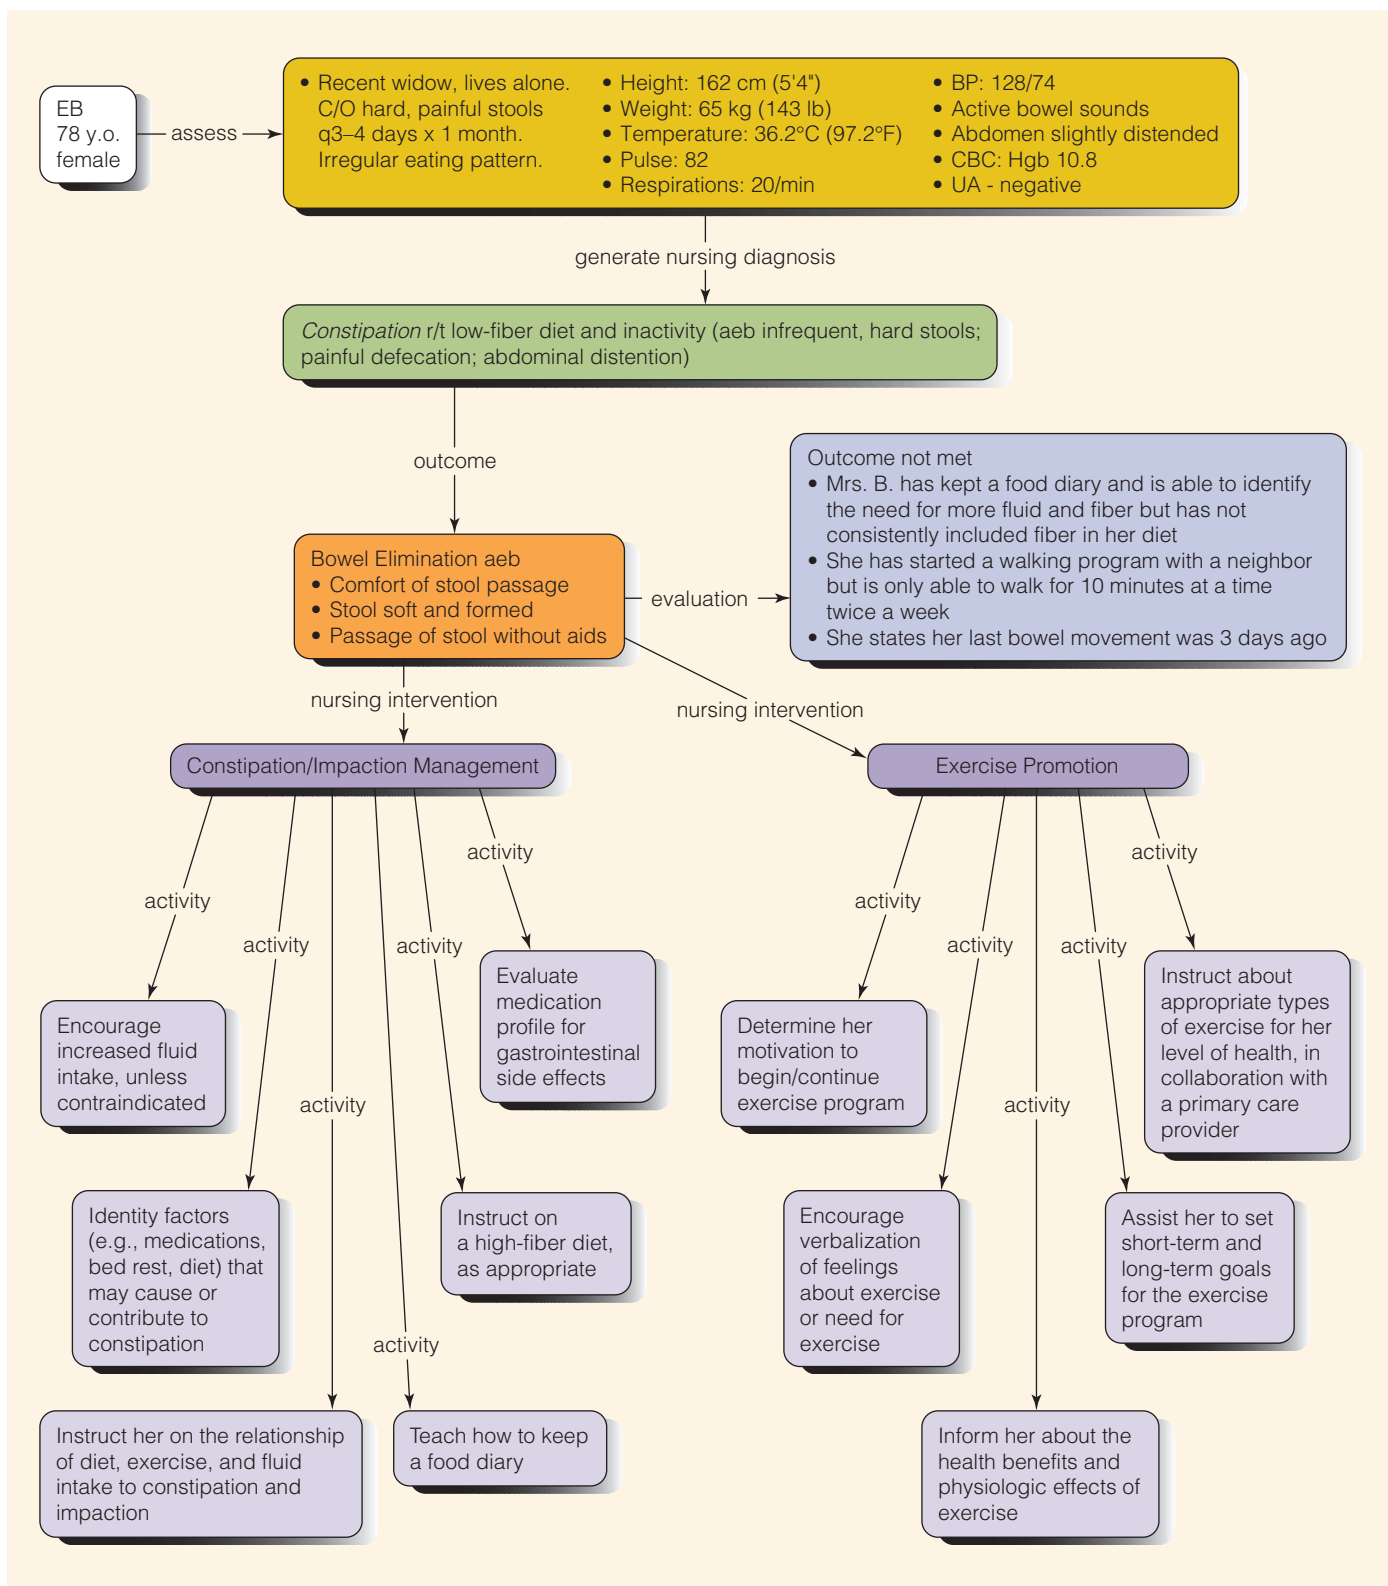 EB
78 y.o.
female
assess
• Recent widow, lives alone.
C/O hard, painful stools
q3–4 days x 1 month.
Irregular eating pattern.
• Height: 162 cm (5'4")
• Weight: 65 kg (143 lb)
• Temperature: 36.2°C (97.2°F)
• Pulse: 82
• Respirations: 20/min
• BP: 128/74
• Active bowel sounds
• Abdomen slightly distended
• CBC: Hgb 10.8
• UA - negative
generate nursing diagnosis
Constipation r/t low-fiber diet and inactivity (aeb infrequent, hard stools;
painful defecation; abdominal distention)
outcome
Bowel Elimination aeb
• Comfort of stool passage
• Stool soft and formed
• Passage of stool without aids
evaluation
Outcome not met
• Mrs. B. has kept a food diary and is able to identify
the need for more fluid and fiber but has not
consistently included fiber in her diet
• She has started a walking program with a neighbor
but is only able to walk for 10 minutes at a time
twice a week
• She states her last bowel movement was 3 days ago
nursing intervention
nursing intervention
Constipation/Impaction Management
activity
Encourage
increased fluid
intake, unless
contraindicated
activity
Identity factors
(e.g., medications,
bed rest, diet) that
may cause or
contribute to
constipation
activity
Instruct her on the relationship
of diet, exercise, and fluid
intake to constipation and
impaction
activity
Teach how to keep
a food diary
activity
Instruct on
a high-fiber diet,
as appropriate
activity
Evaluate
medication
profile for
gastrointestinal
side effects
Exercise Promotion
activity
Determine her
motivation to
begin/continue
exercise program
activity
Encourage
verbalization
of feelings
about exercise
or need for
exercise
activity
Inform her about the
health benefits and
physiologic effects of
exercise
activity
Assist her to set
short-term and
long-term goals
for the exercise
program
activity
Instruct about
appropriate types
of exercise for her
level of health, in
collaboration with
a primary care
provider